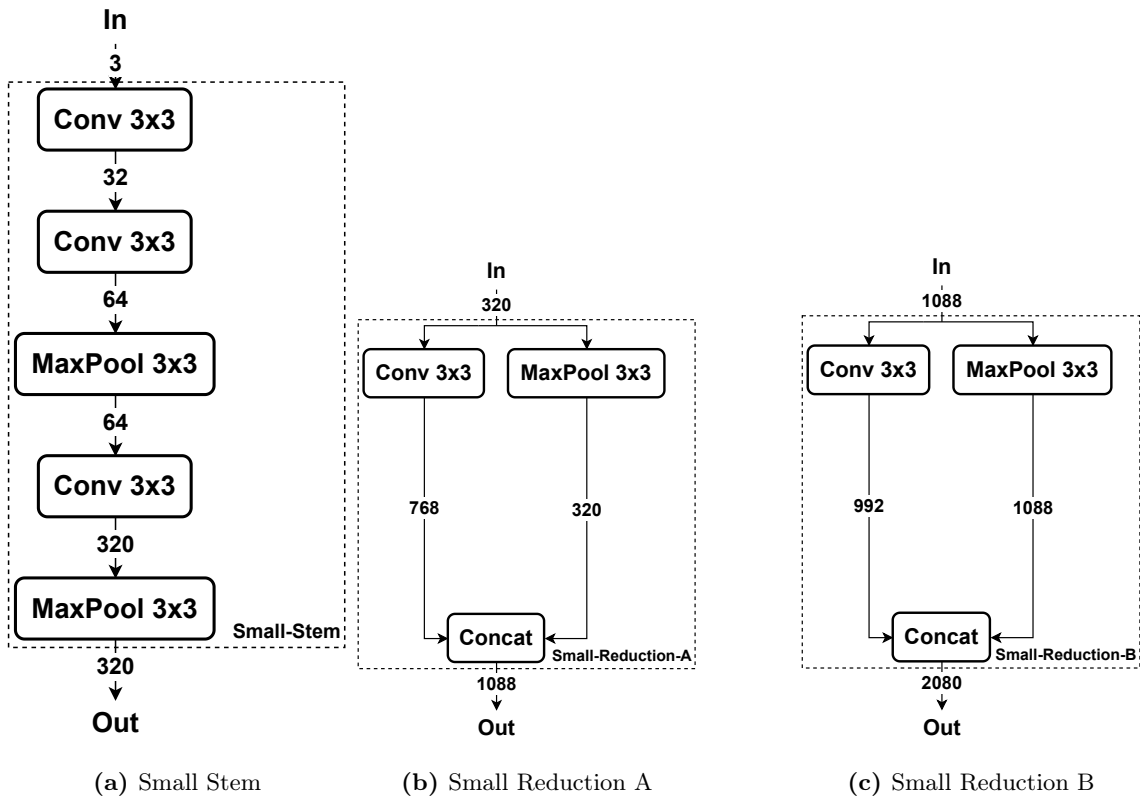 In
3
Conv 3x3
32
Conv 3x3
64
MaxPool 3x3
64
Conv 3x3
320
MaxPool 3x3
Small-Stem
320
Out
(a) Small Stem
In
320
Conv 3x3
MaxPool 3x3
768
320
Concat
Small-Reduction-A
1088
Out
(b) Small Reduction A
In
1088
Conv 3x3
MaxPool 3x3
992
1088
Concat
Small-Reduction-B
2080
Out
(c) Small Reduction B